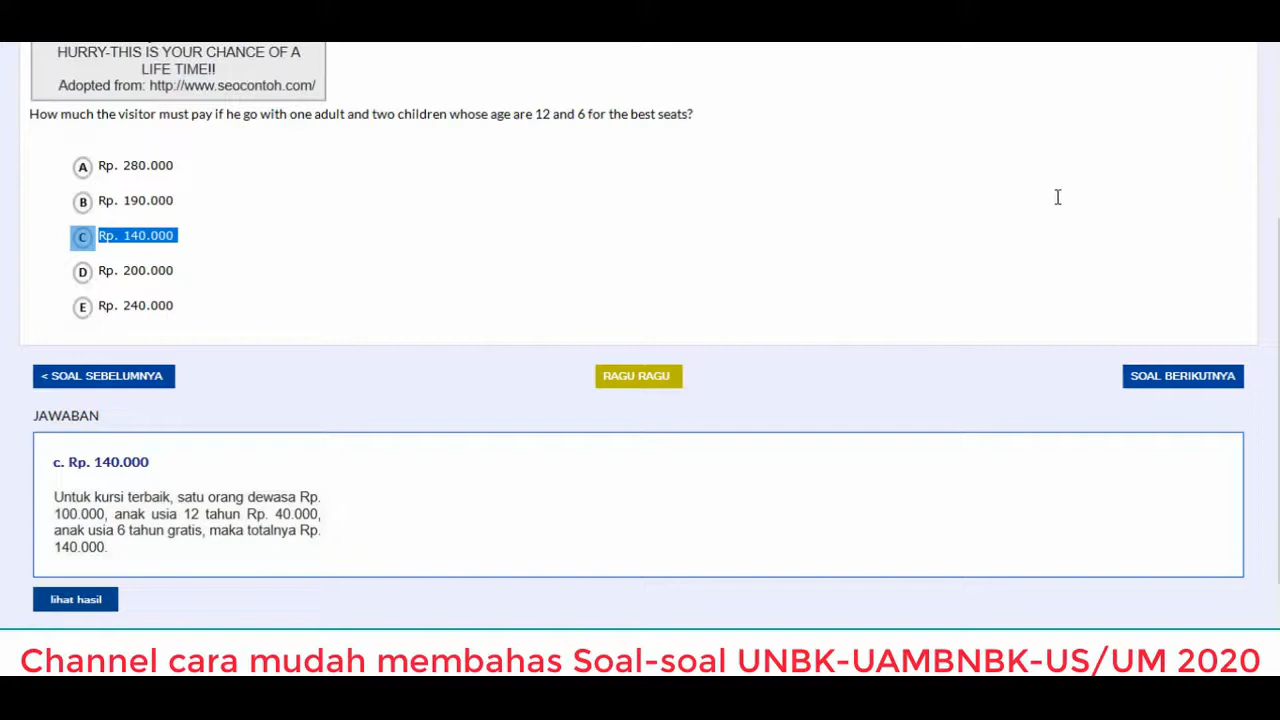 HURRY-THIS IS YOUR CHANCE OF A
LIFE TIME!!
Adopted from: http://www.seocontoh.com/
How much the visitor must pay if he go with one adult and two children whose age are 12 and 6 for the best seats?
A Rp. 280.000
B Rp. 190.000
C Rp. 140.000
D Rp. 200.000
E Rp. 240.000
< SOAL SEBELUMNYA
RAGU RAGU
SOAL BERIKUTNYA
JAWABAN
c. Rp. 140.000
Untuk kursi terbaik, satu orang dewasa Rp.
100.000, anak usia 12 tahun Rp. 40.000,
anak usia 6 tahun gratis, maka totalnya Rp.
140.000.
lihat hasil
Channel cara mudah membahas Soal-soal UNBK-UAMBNBK-US/UM 2020